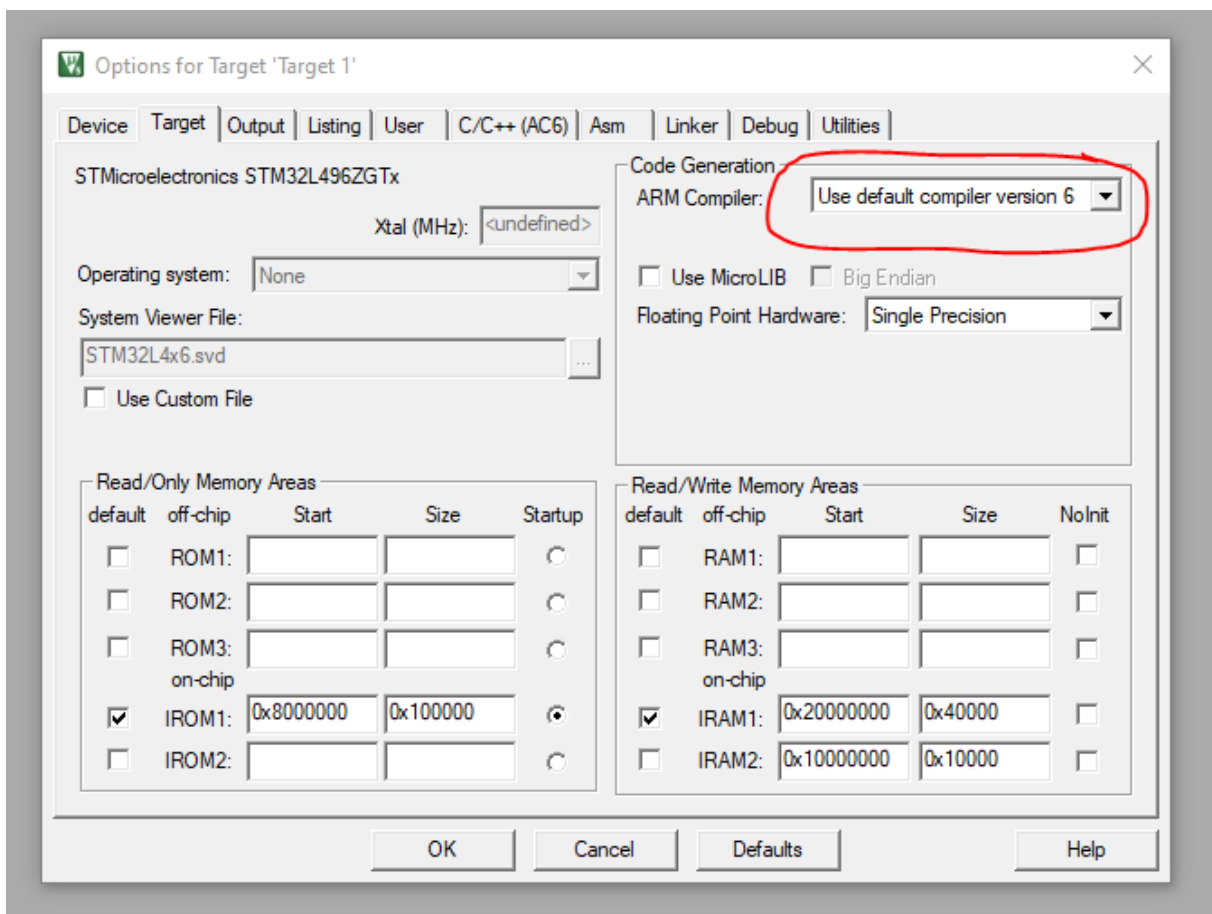 Options for Target 'Target 1'
Device Target Output Listing User C/C++ (AC6) Asm Linker Debug Utilities
STMicroelectronics STM32L496ZGTx
Xtal (MHz): <undefined>
Operating system: None
System Viewer File:
STM32L4x6.svd ...
Use Custom File
Code Generation
ARM Compiler: Use default compiler version 6
Use MicroLIB Big Endian
Floating Point Hardware: Single Precision
Read/Only Memory Areas
default off-chip Start Size Startup
ROM1:
ROM2:
ROM3:
on-chip
IROM1: 0x8000000 0x100000
IROM2:
Read/Write Memory Areas
default off-chip Start Size NoInit
RAM1:
RAM2:
RAM3:
on-chip
IRAM1: 0x20000000 0x40000
IRAM2: 0x10000000 0x10000
OK Cancel Defaults Help